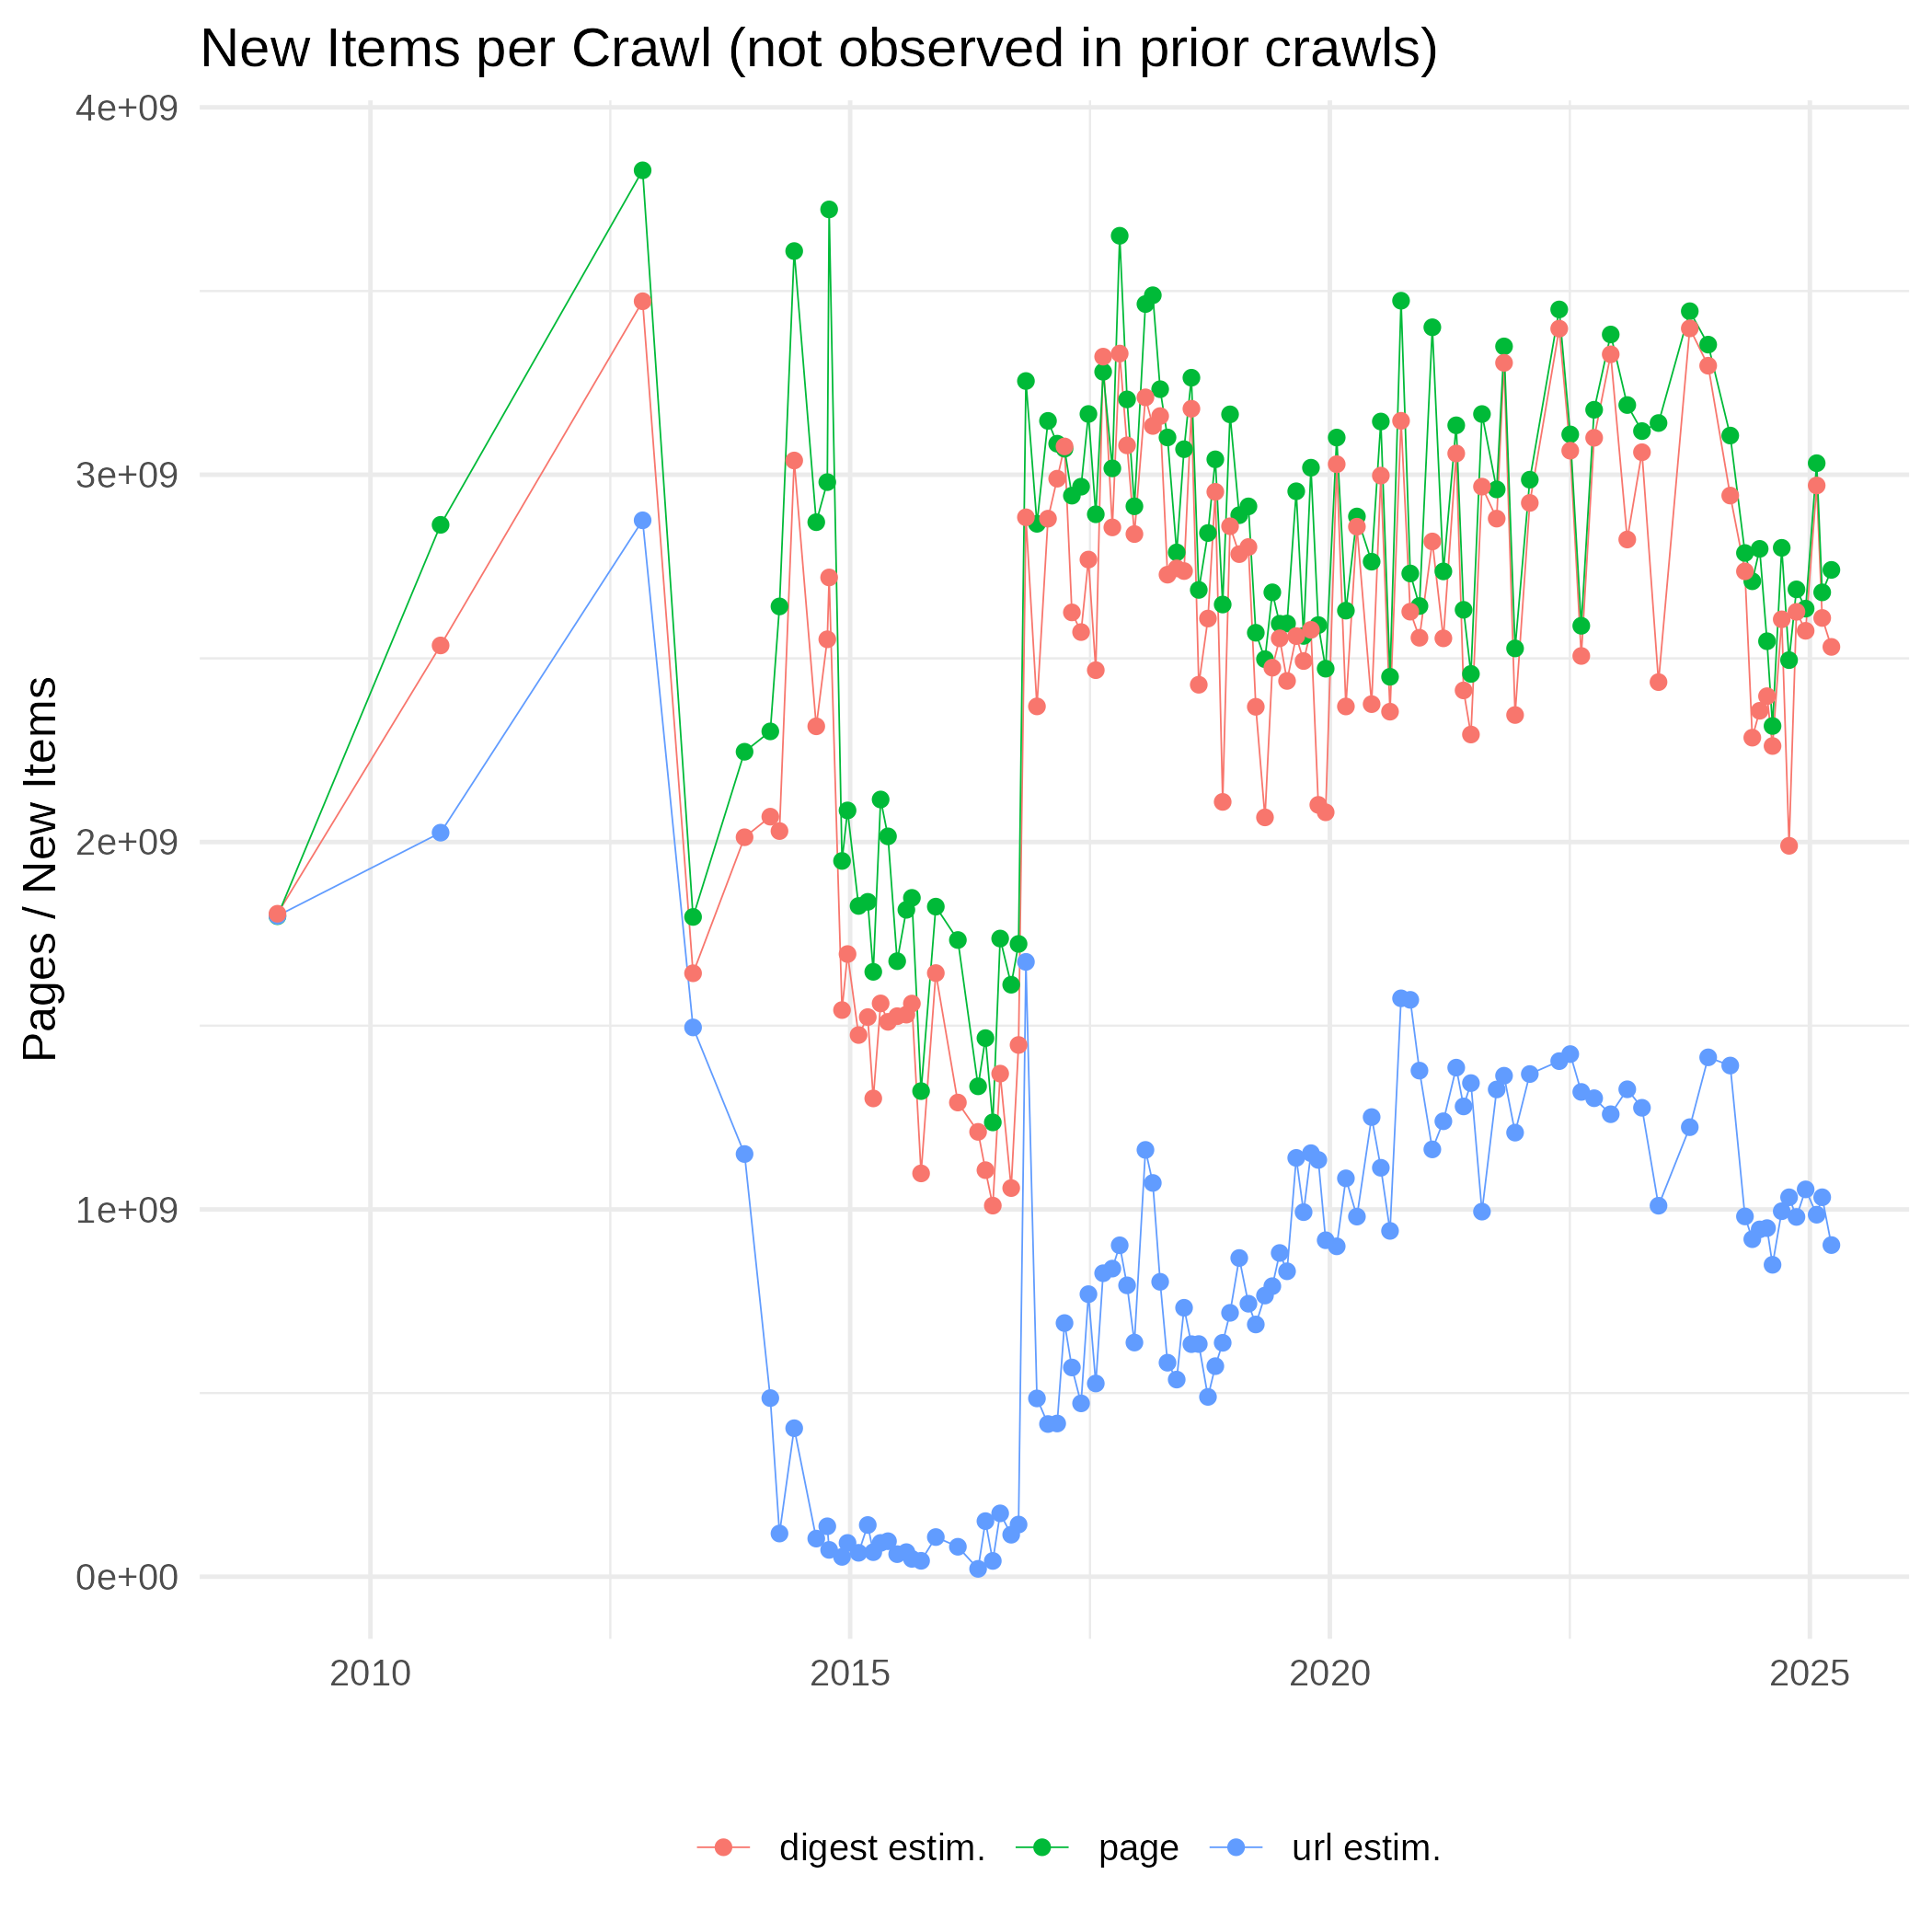 New Items per Crawl (not observed in prior crawls)
Pages / New Items
4e+09
3e+09
2e+09
1e+09
0e+00
2010 2015 2020 2025
digest estim. page url estim.